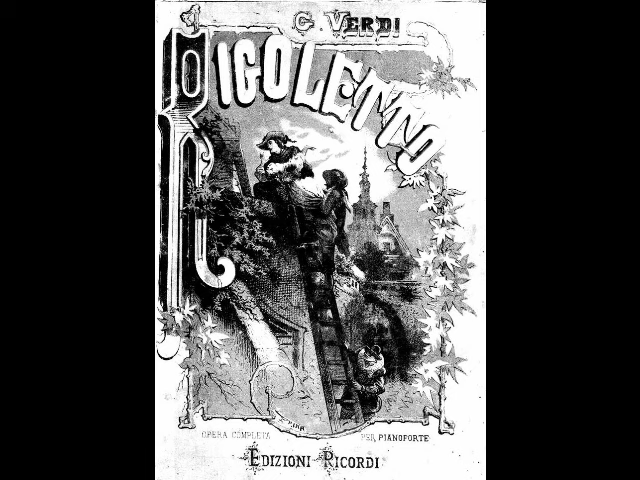 G. VERDI
RIGOLETTO
OPERA COMPLETA PER PIANOFORTE
EDIZIONI RICORDI